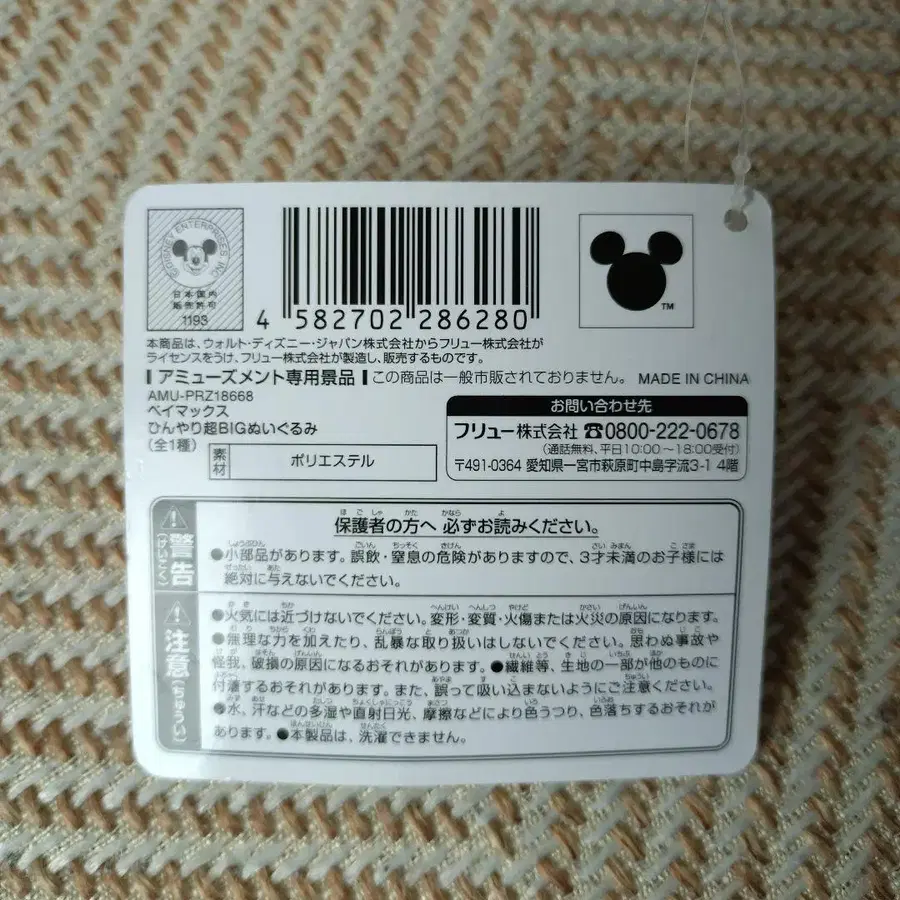 ©DISNEY ENTERPRISES INC.
日本国内
販売許可
1193
4 582702 286280
TM
本商品は、ウォルト・ディズニー・ジャパン株式会社からフリュー株式会社が
ライセンスをうけ、フリュー株式会社が製造し、販売するものです。
アミューズメント専用景品 この商品は一般市販されておりません。 MADE IN CHINA
AMU-PRZ18668
ベイマックス
ひんやり超BIGぬいぐるみ
(全1種)
素材 ポリエステル
お問い合わせ先
フリュー株式会社 ☎0800-222-0678
(通話無料、平日10:00~18:00受付)
〒491-0364 愛知県一宮市萩原町中島字流3-1 4階
警告(けいこく)
保護者の方へ 必ずお読みください。
●小部品があります。誤飲・窒息の危険がありますので、3才未満のお子様には
絶対に与えないでください。
注意(ちゅうい)
●火気には近づけないでください。変形・変質・火傷または火災の原因になります。
●無理な力を加えたり、乱暴な取り扱いはしないでください。思わぬ事故や
怪我、破損の原因になるおそれがあります。●繊維等、生地の一部が他のものに
付着するおそれがあります。また、誤って吸い込まないようにご注意ください。
●水、汗などの多湿や直射日光、摩擦などにより色うつり、色落ちするおそれが
あります。●本製品は、洗濯できません。